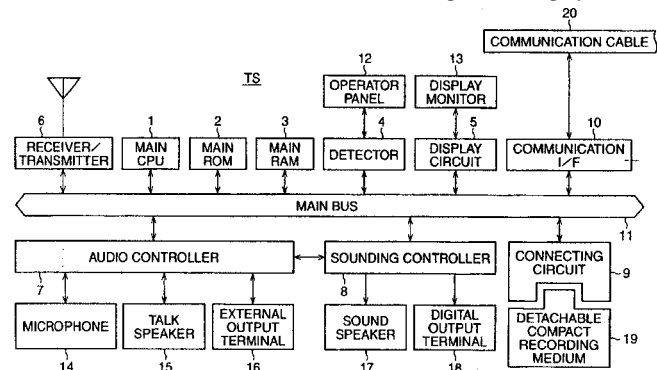 20
COMMUNICATION CABLE
TS
12
OPERATOR
PANEL
13
DISPLAY
MONITOR
6
RECEIVER/
TRANSMITTER
1
MAIN
CPU
2
MAIN
ROM
3
MAIN
RAM
4
DETECTOR
5
DISPLAY
CIRCUIT
10
COMMUNICATION
I/F
MAIN BUS
11
AUDIO CONTROLLER
7
SOUNDING CONTROLLER
8
CONNECTING
CIRCUIT
9
MICROPHONE
14
TALK
SPEAKER
15
EXTERNAL
OUTPUT
TERMINAL
16
SOUND
SPEAKER
17
DIGITAL
OUTPUT
TERMINAL
18
DETACHABLE
COMPACT
RECORDING
MEDIUM
19